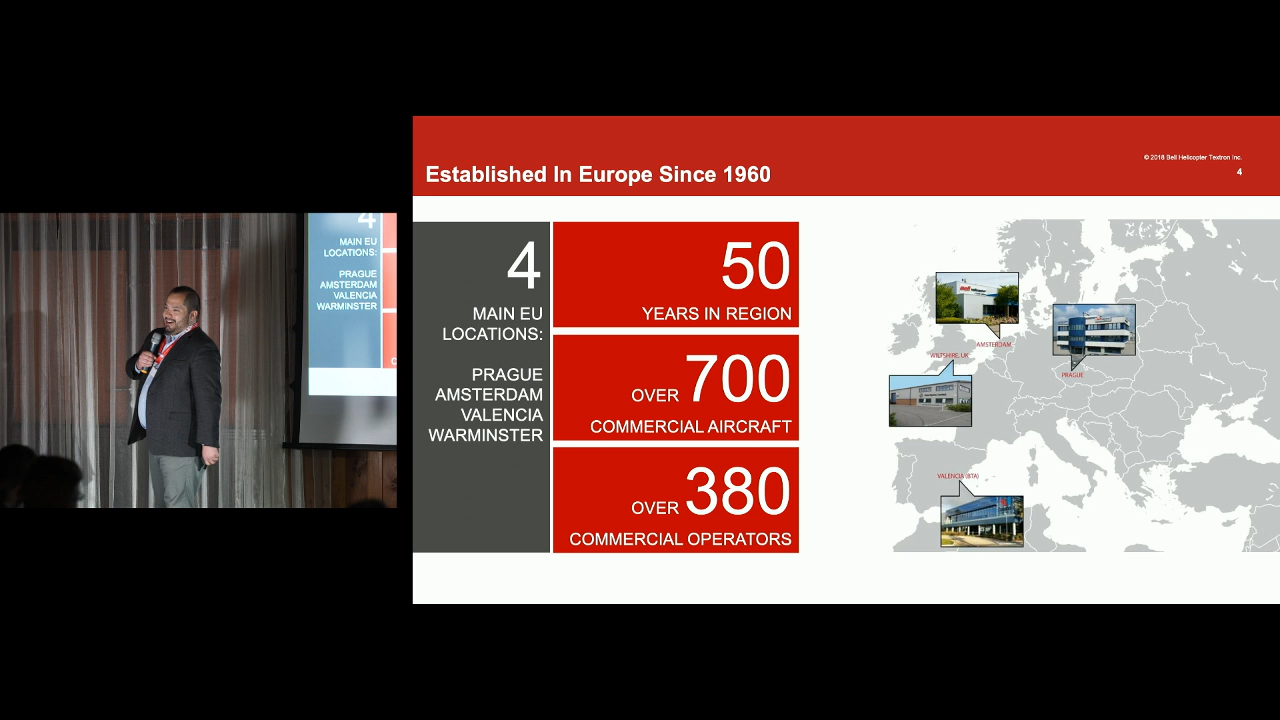 4
MAIN EU
LOCATIONS:
PRAGUE
AMSTERDAM
VALENCIA
WARMINSTER
© 2018 Bell Helicopter Textron Inc.
4
Established In Europe Since 1960
4
MAIN EU
LOCATIONS:
PRAGUE
AMSTERDAM
VALENCIA
WARMINSTER
50
YEARS IN REGION
OVER 700
COMMERCIAL AIRCRAFT
OVER 380
COMMERCIAL OPERATORS
AMSTERDAM
WILTSHIRE, UK
PRAGUE
VALENCIA (BTA)